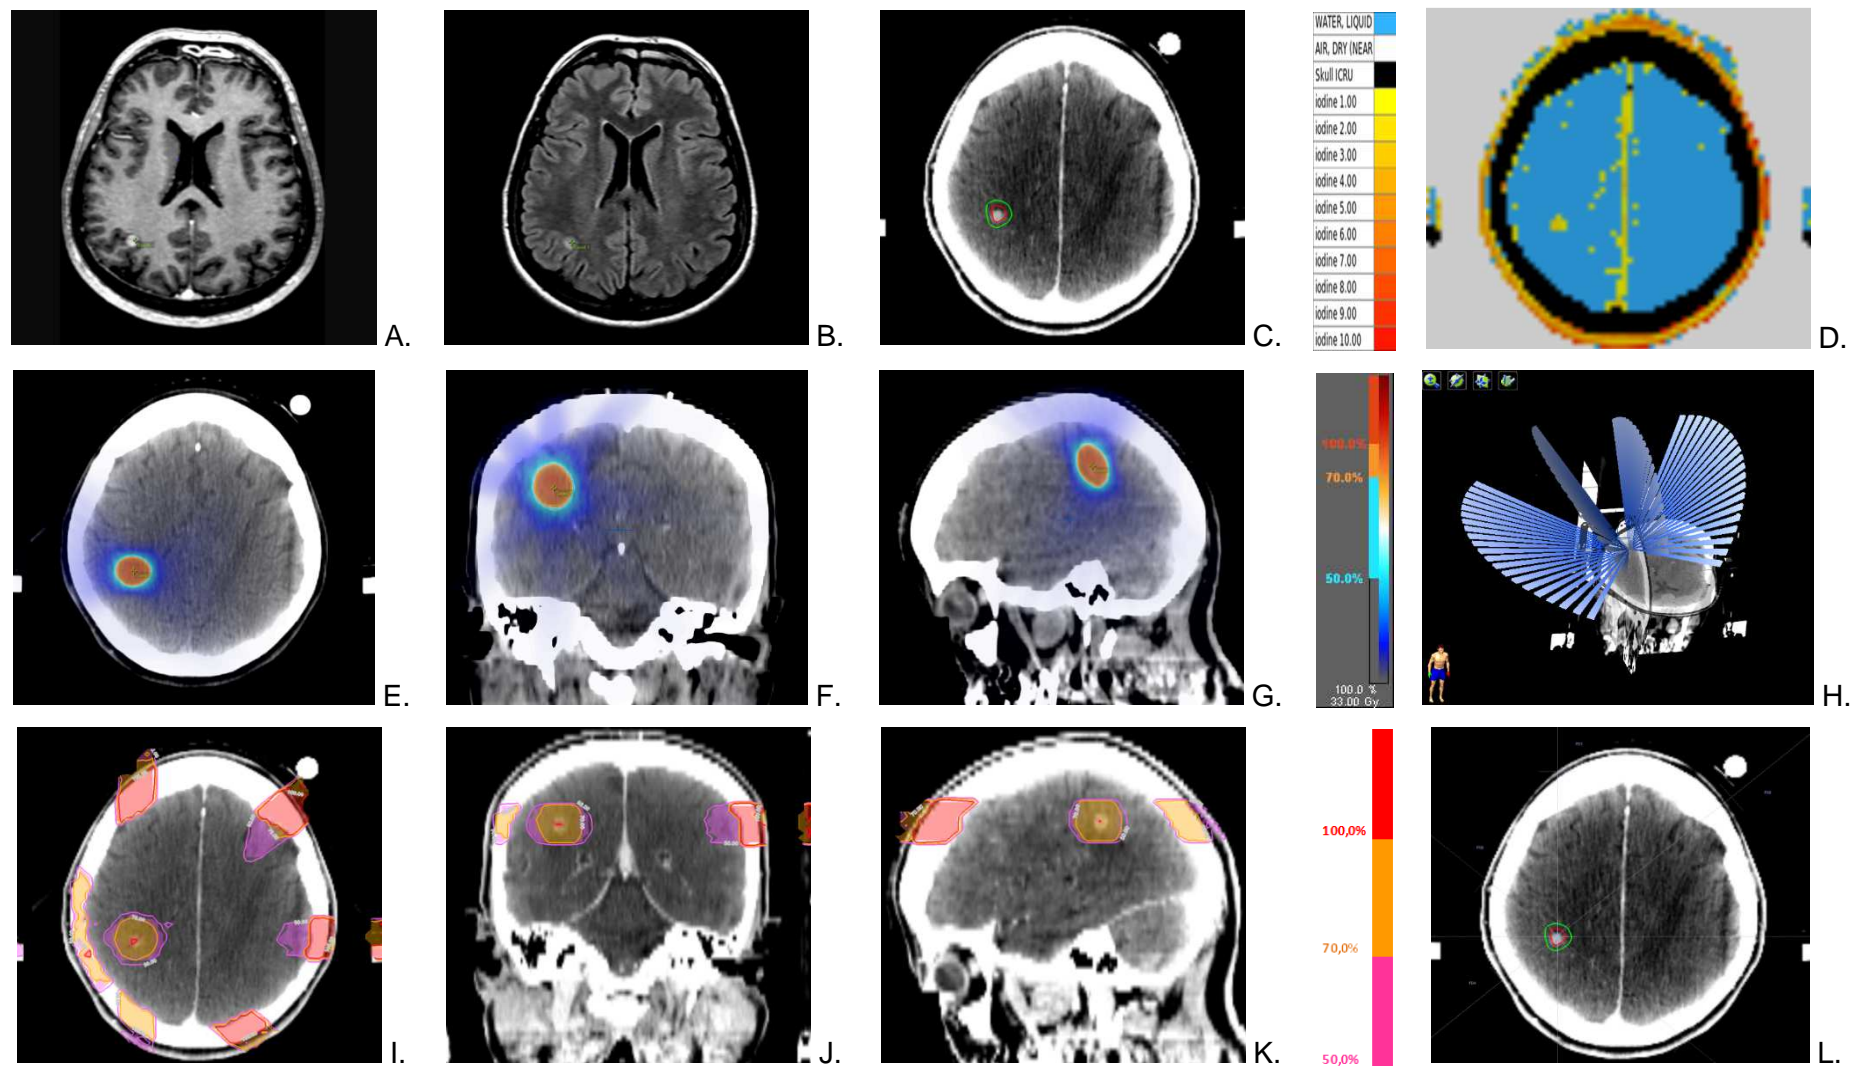 A.
B.
C.
WATER, LIQUID
AIR, DRY (NEAR
Skull ICRU
iodine 1.00
iodine 2.00
iodine 3.00
iodine 4.00
iodine 5.00
iodine 6.00
iodine 7.00
iodine 8.00
iodine 9.00
iodine 10.00
D.
E.
F.
G.
100.0%
70.0%
50.0%
100.0 %
33.00 Gy
H.
I.
J.
K.
100,0%
70,0%
50,0%
L.